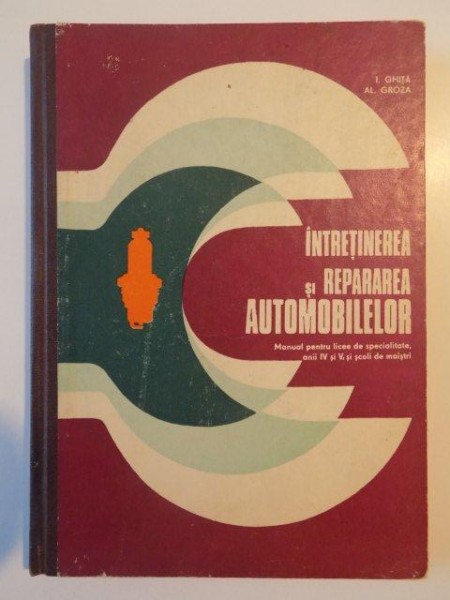 I. GHIȚĂ
AL. GROZA
ÎNTREȚINEREA
ȘI REPARAREA
AUTOMOBILELOR
Manual pentru licee de specialitate,
anii IV și V, și școli de maiștri